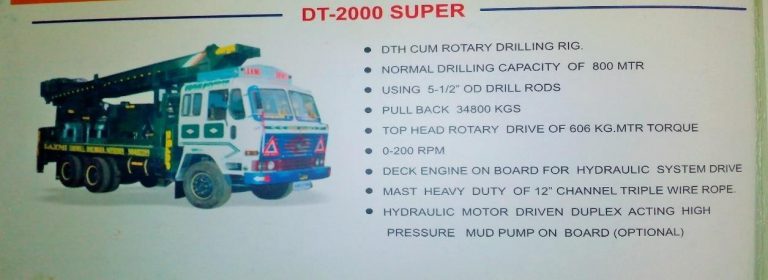 DT-2000 SUPER
DTH CUM ROTARY DRILLING RIG.
NORMAL DRILLING CAPACITY OF 800 MTR
USING 5-1/2" OD DRILL RODS
PULL BACK 34800 KGS
TOP HEAD ROTARY DRIVE OF 606 KG.MTR TORQUE
0-200 RPM
DECK ENGINE ON BOARD FOR HYDRAULIC SYSTEM DRIVE
MAST HEAVY DUTY OF 12" CHANNEL TRIPLE WIRE ROPE.
HYDRAULIC MOTOR DRIVEN DUPLEX ACTING HIGH
PRESSURE MUD PUMP ON BOARD (OPTIONAL)